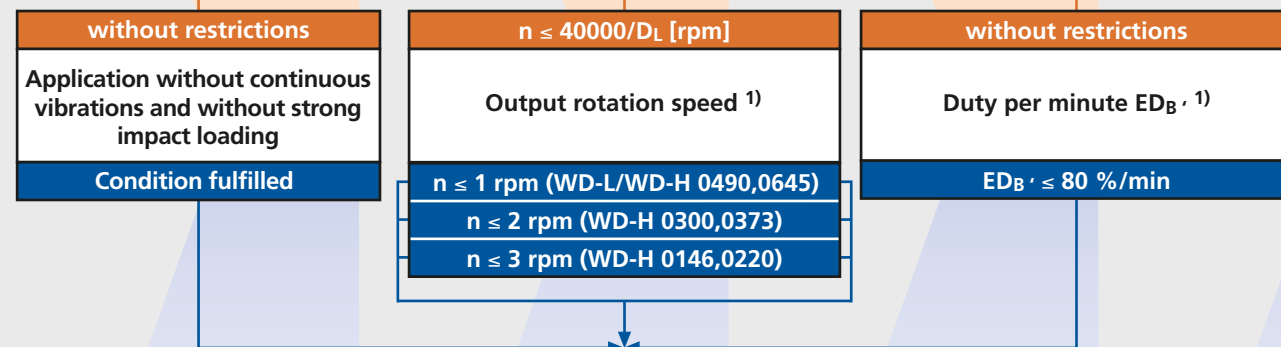 without restrictions
Application without continuous
vibrations and without strong
impact loading
Condition fulfilled
n ≤ 40000/DL [rpm]
Output rotation speed 1)
n ≤ 1 rpm (WD-L/WD-H 0490,0645)
n ≤ 2 rpm (WD-H 0300,0373)
n ≤ 3 rpm (WD-H 0146,0220)
without restrictions
Duty per minute EDB ʼ 1)
EDB ʼ ≤ 80 %/min